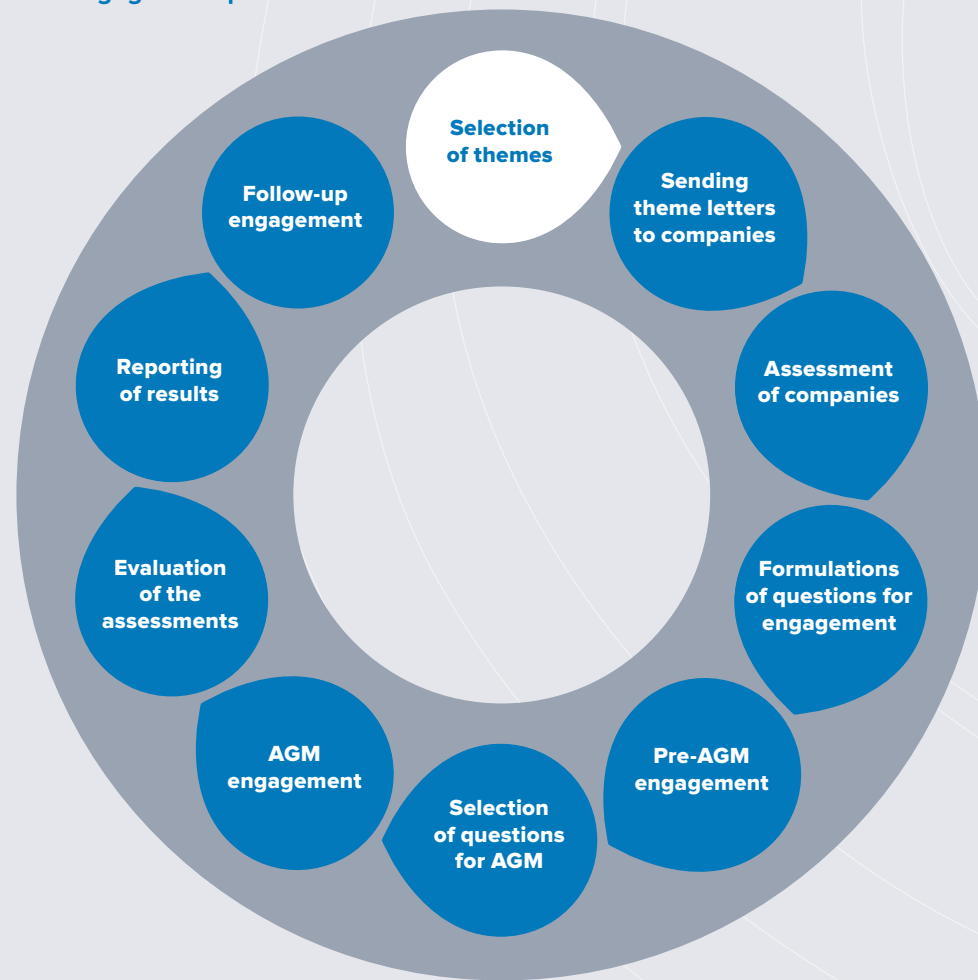 Selection
of themes
Sending
theme letters
to companies
Assessment
of companies
Formulations
of questions for
engagement
Pre-AGM
engagement
Selection
of questions
for AGM
AGM
engagement
Evaluation
of the
assessments
Reporting
of results
Follow-up
engagement